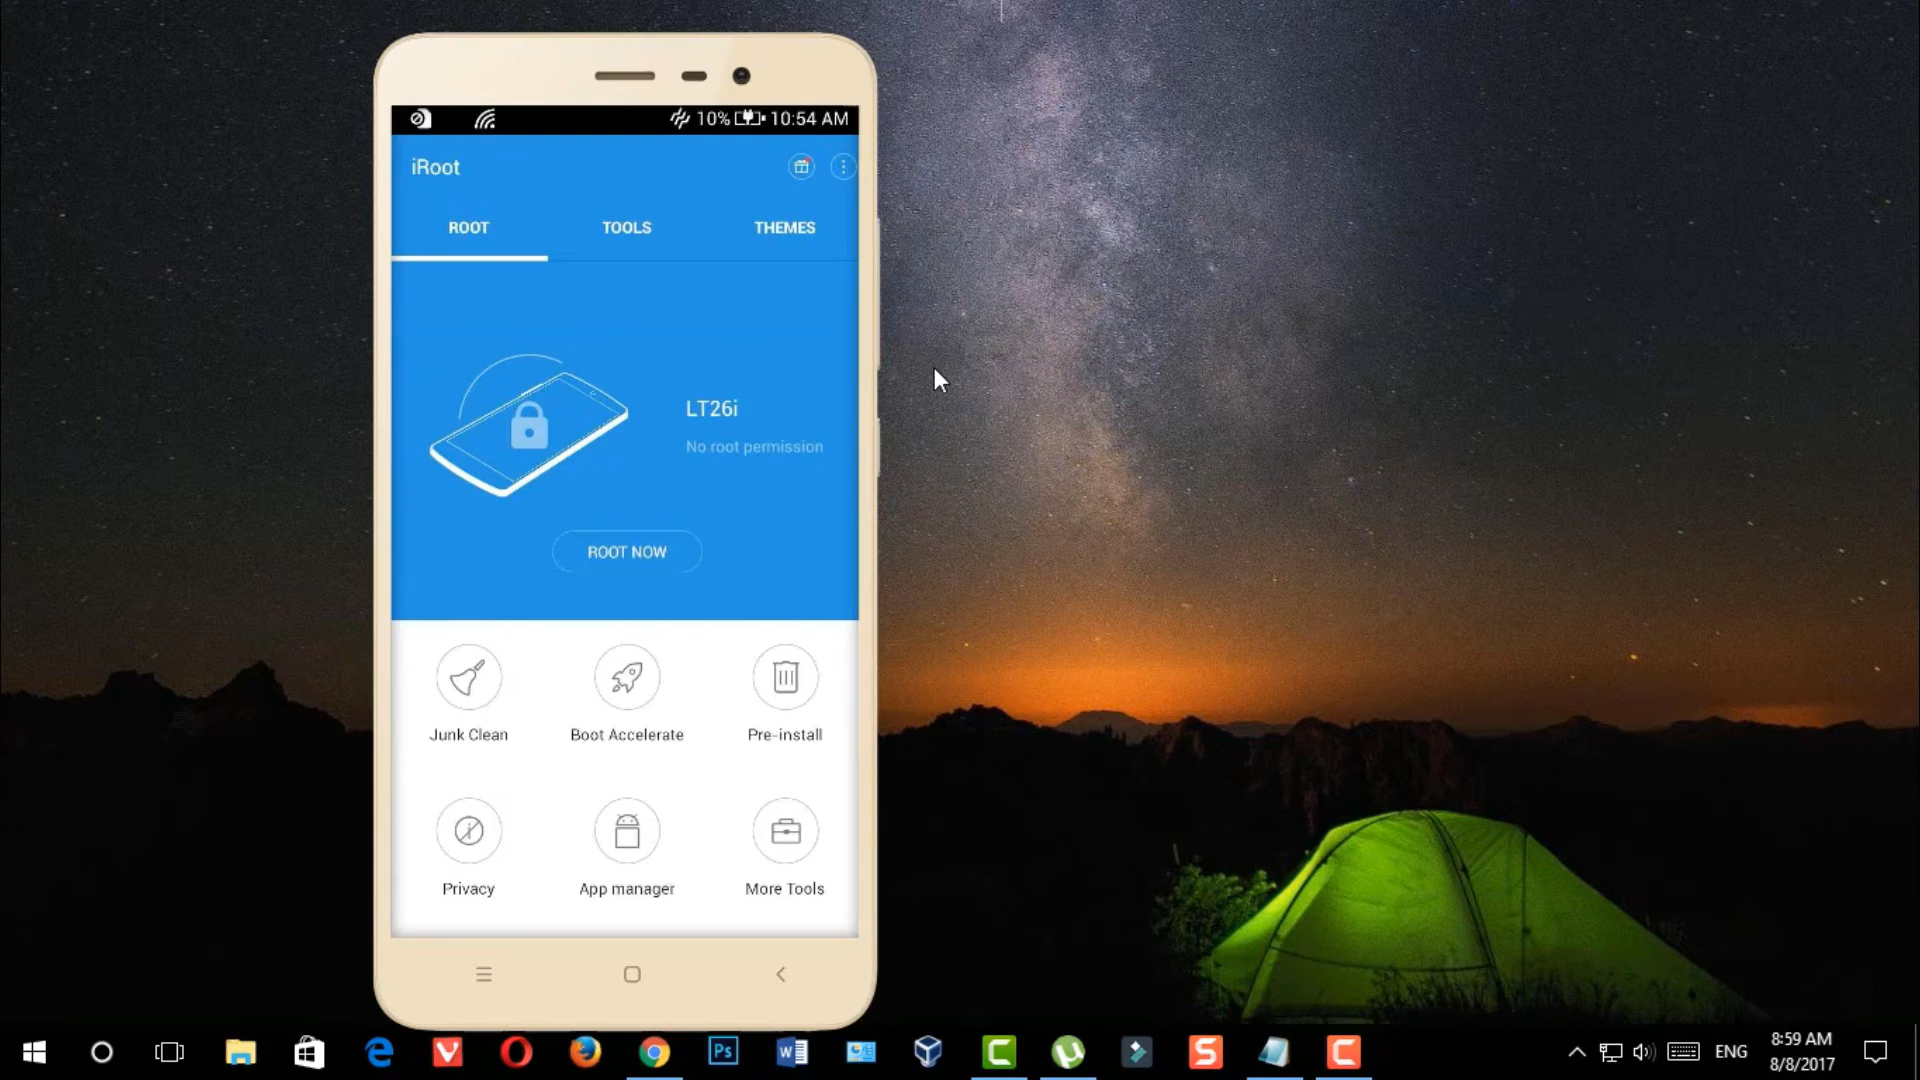 10% 10:54 AM
iRoot
ROOT TOOLS THEMES
LT26i
No root permission
ROOT NOW
Junk Clean Boot Accelerate Pre-install
Privacy App manager More Tools
Ps W S C
ENG 8:59 AM
8/8/2017